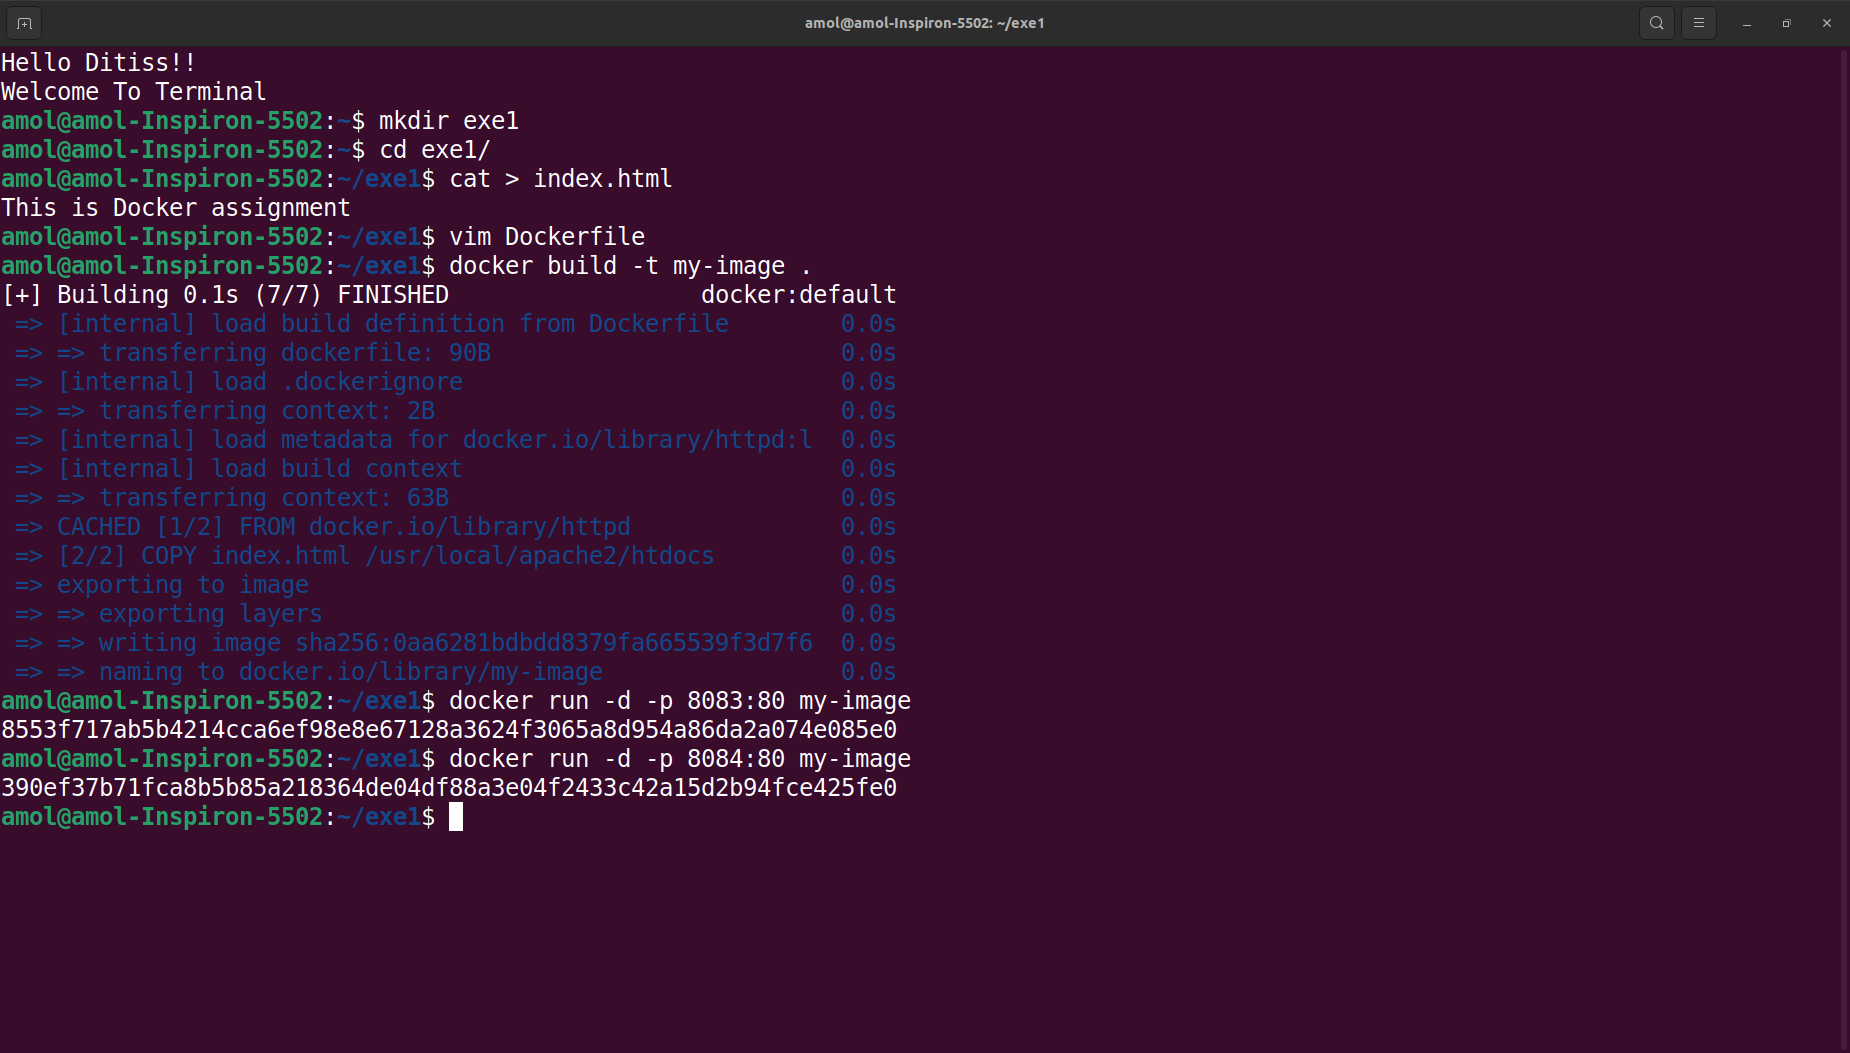 amol@amol-Inspiron-5502: ~/exe1
Hello Ditiss!!
Welcome To Terminal
amol@amol-Inspiron-5502:~$ mkdir exe1
amol@amol-Inspiron-5502:~$ cd exe1/
amol@amol-Inspiron-5502:~/exe1$ cat > index.html
This is Docker assignment
amol@amol-Inspiron-5502:~/exe1$ vim Dockerfile
amol@amol-Inspiron-5502:~/exe1$ docker build -t my-image .
[+] Building 0.1s (7/7) FINISHED docker:default
=> [internal] load build definition from Dockerfile 0.0s
=> => transferring dockerfile: 90B 0.0s
=> [internal] load .dockerignore 0.0s
=> => transferring context: 2B 0.0s
=> [internal] load metadata for docker.io/library/httpd:l 0.0s
=> [internal] load build context 0.0s
=> => transferring context: 63B 0.0s
=> CACHED [1/2] FROM docker.io/library/httpd 0.0s
=> [2/2] COPY index.html /usr/local/apache2/htdocs 0.0s
=> exporting to image 0.0s
=> => exporting layers 0.0s
=> => writing image sha256:0aa6281bdbdd8379fa665539f3d7f6 0.0s
=> => naming to docker.io/library/my-image 0.0s
amol@amol-Inspiron-5502:~/exe1$ docker run -d -p 8083:80 my-image
8553f717ab5b4214cca6ef98e8e67128a3624f3065a8d954a86da2a074e085e0
amol@amol-Inspiron-5502:~/exe1$ docker run -d -p 8084:80 my-image
390ef37b71fca8b5b85a218364de04df88a3e04f2433c42a15d2b94fce425fe0
amol@amol-Inspiron-5502:~/exe1$